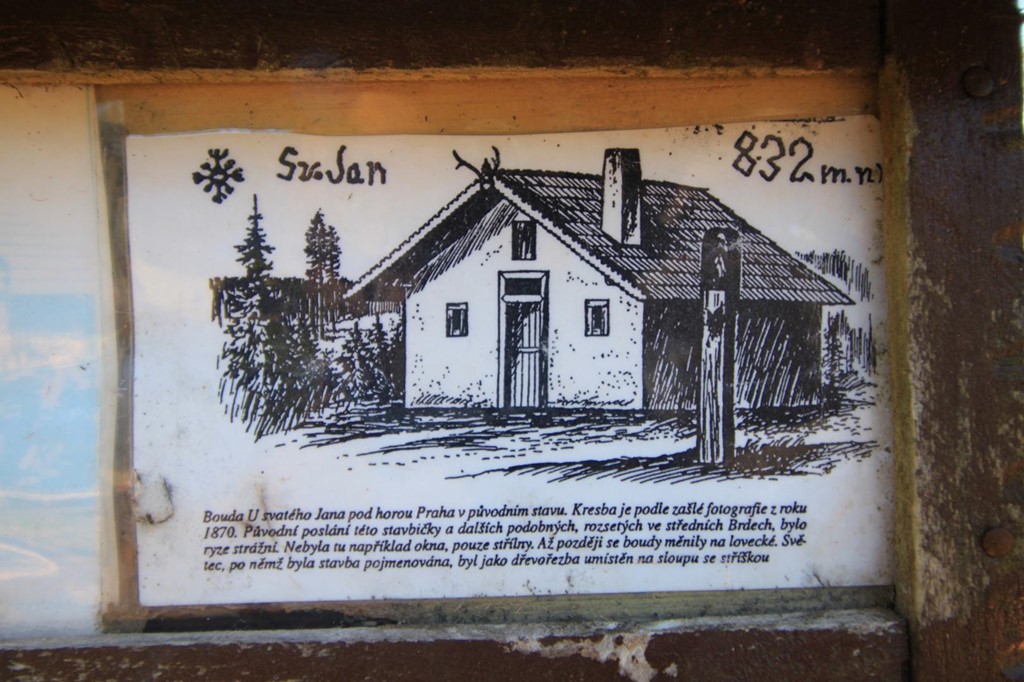 Sv. Jan
832 m.n)
Bouda U svatého Jana pod horou Praha v původním stavu. Kresba je podle zašlé fotografie z roku
1870. Původní poslání této stavbičky a dalších podobných, rozsetých ve středních Brdech, bylo
ryze strážní. Nebyla tu například okna, pouze střílny. Až později se boudy měnily na lovecké. Svě-
tec, po němž byla stavba pojmenována, byl jako dřevořezba umístěn na sloupu se stříškou